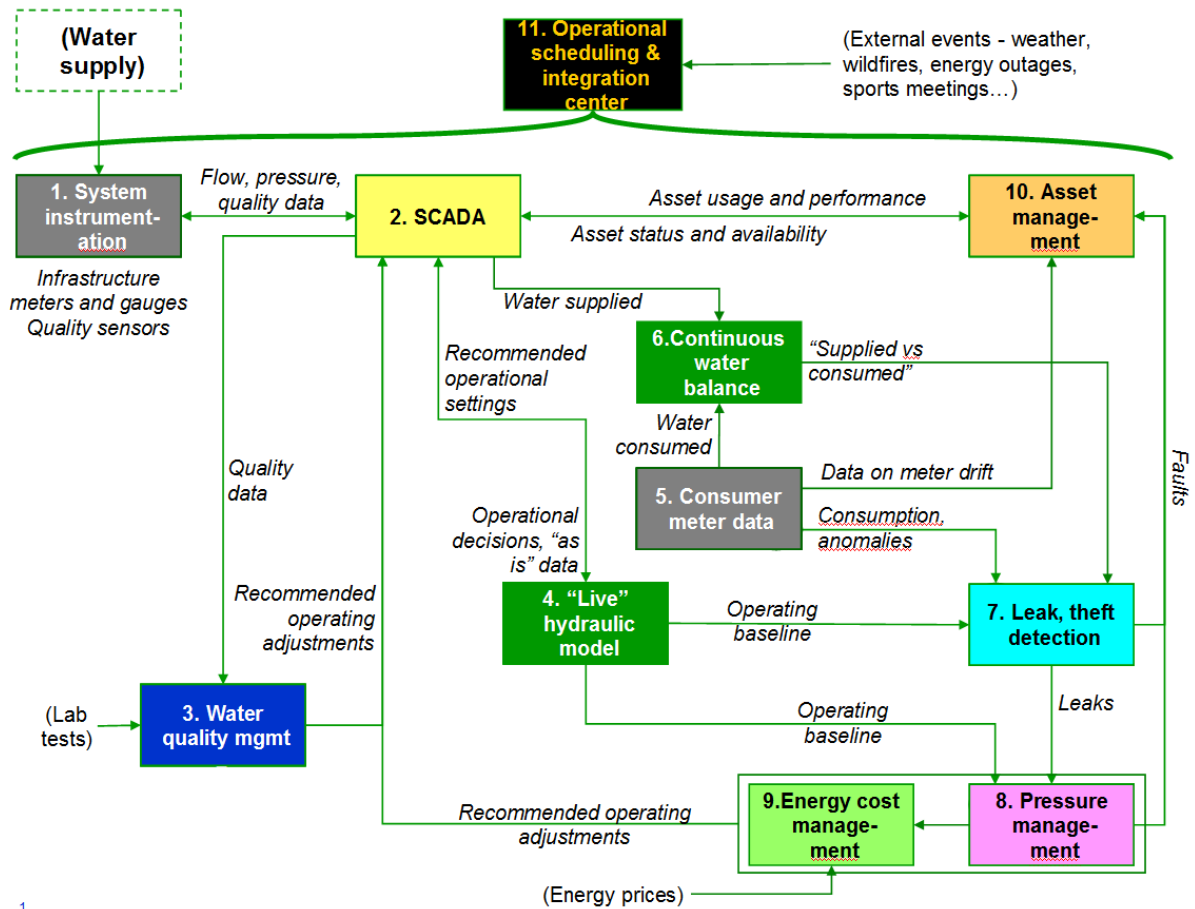 (Water
supply)
11. Operational
scheduling &
integration
center
(External events - weather,
wildfires, energy outages,
sports meetings…)
1. System
instrument-
ation
Flow, pressure,
quality data
2. SCADA
Asset usage and performance
Asset status and availability
10. Asset
manage-
ment
Infrastructure
meters and gauges
Quality sensors
Water supplied
6.Continuous
water
balance
“Supplied vs
consumed”
Recommended
operational
settings
Water
consumed
Quality
data
5. Consumer
meter data
Data on meter drift
Consumption,
anomalies
Faults
Operational
decisions, “as
is” data
Recommended
operating
adjustments
4. “Live”
hydraulic
model
Operating
baseline
7. Leak, theft
detection
(Lab
tests)
3. Water
quality mgmt
Operating
baseline
Leaks
Recommended operating
adjustments
9.Energy cost
manage-
ment
8. Pressure
manage-
ment
(Energy prices)
1